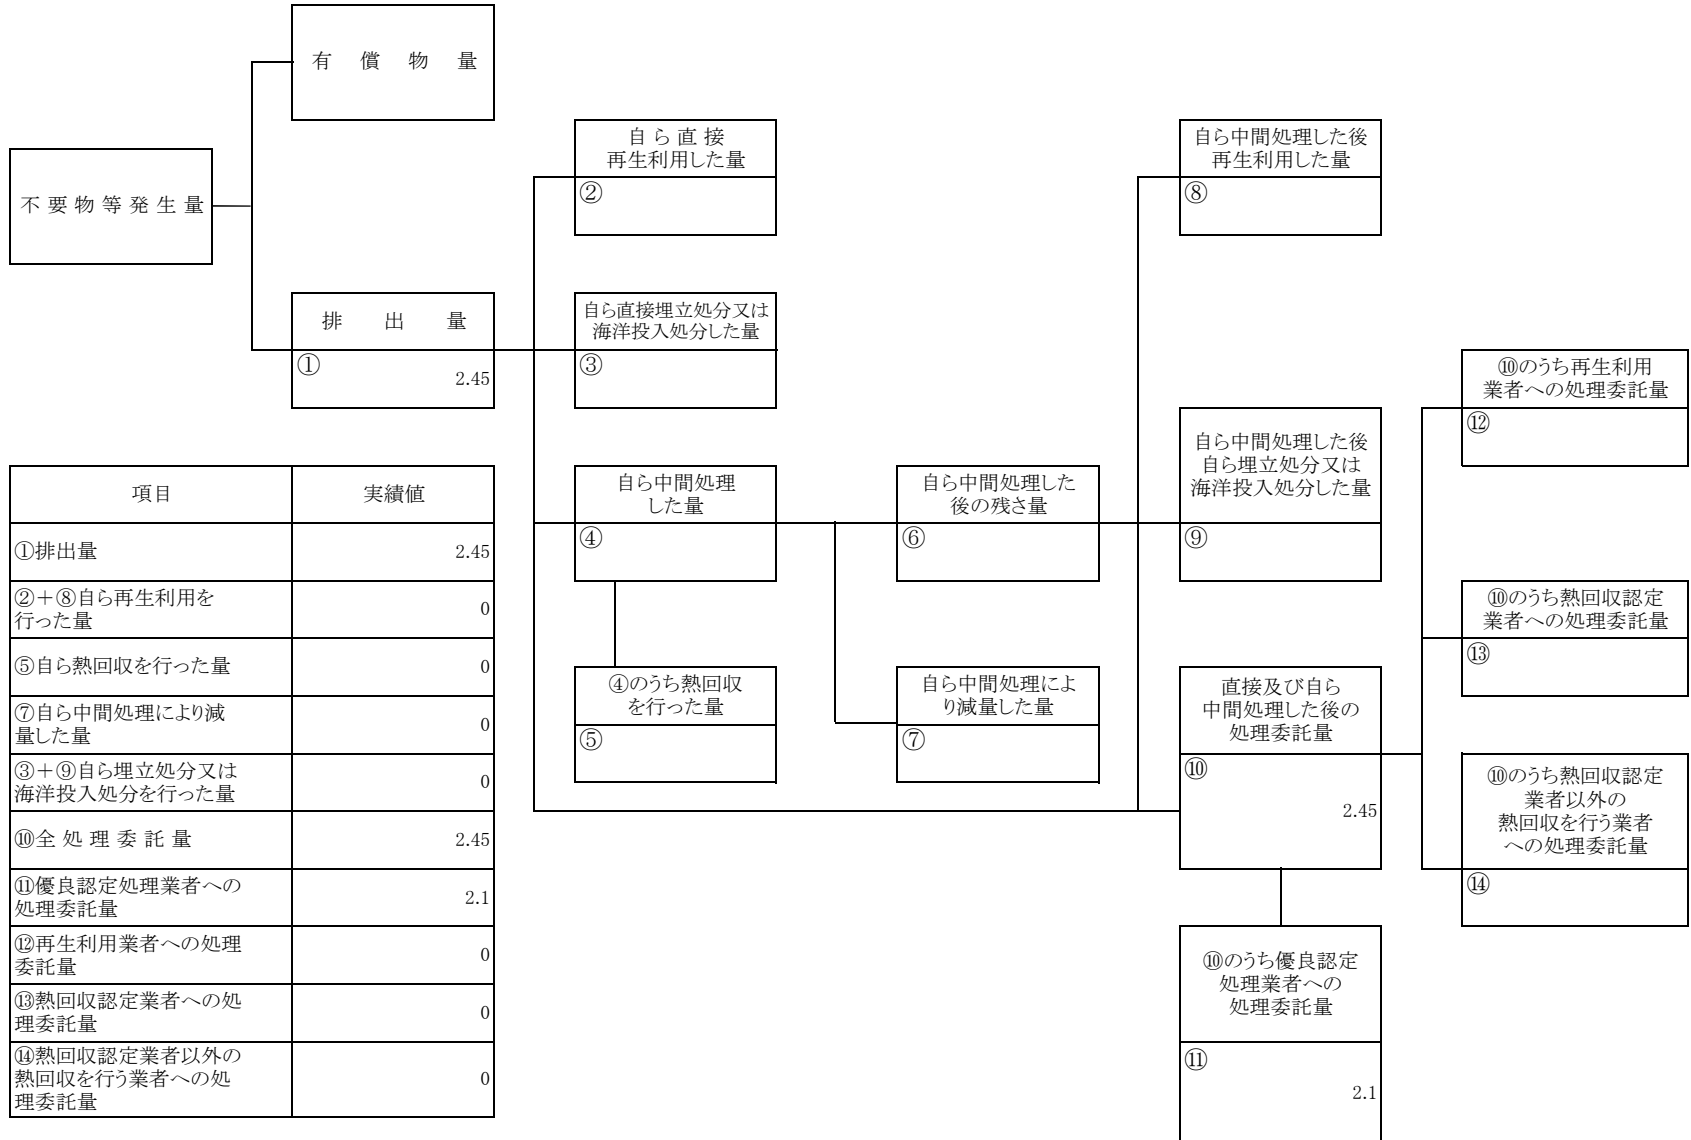 有償物量
不要物等発生量
排出量
①
2.45
自ら直接
再生利用した量
②
自ら直接埋立処分又は
海洋投入処分した量
③
自ら中間処理
した量
④
④のうち熱回収
を行った量
⑤
自ら中間処理した
後の残さ量
⑥
自ら中間処理によ
り減量した量
⑦
自ら中間処理した後
再生利用した量
⑧
自ら中間処理した後
自ら埋立処分又は
海洋投入処分した量
⑨
直接及び自ら
中間処理した後の
処理委託量
⑩
2.45
⑩のうち優良認定
処理業者への
処理委託量
⑪
2.1
⑩のうち再生利用
業者への処理委託量
⑫
⑩のうち熱回収認定
業者への処理委託量
⑬
⑩のうち熱回収認定
業者以外の
熱回収を行う業者
への処理委託量
⑭
項目 実績値
①排出量 2.45
②＋⑧自ら再生利用を
行った量 0
⑤自ら熱回収を行った量 0
⑦自ら中間処理により減
量した量 0
③＋⑨自ら埋立処分又は
海洋投入処分を行った量 0
⑩全処理委託量 2.45
⑪優良認定処理業者への
処理委託量 2.1
⑫再生利用業者への処理
委託量 0
⑬熱回収認定業者への処
理委託量 0
⑭熱回収認定業者以外の
熱回収を行う業者への処
理委託量 0